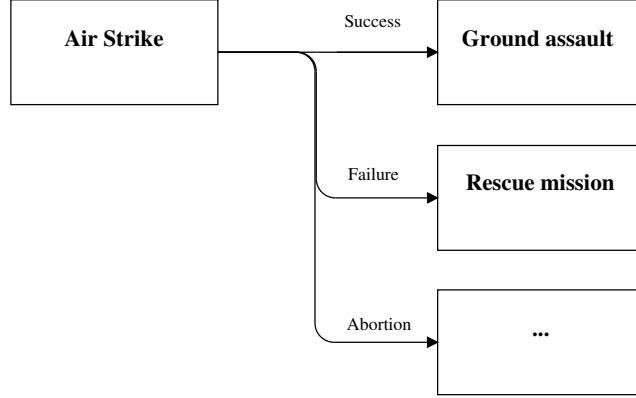 Air Strike
Success
Ground assault
Failure
Rescue mission
Abortion
...